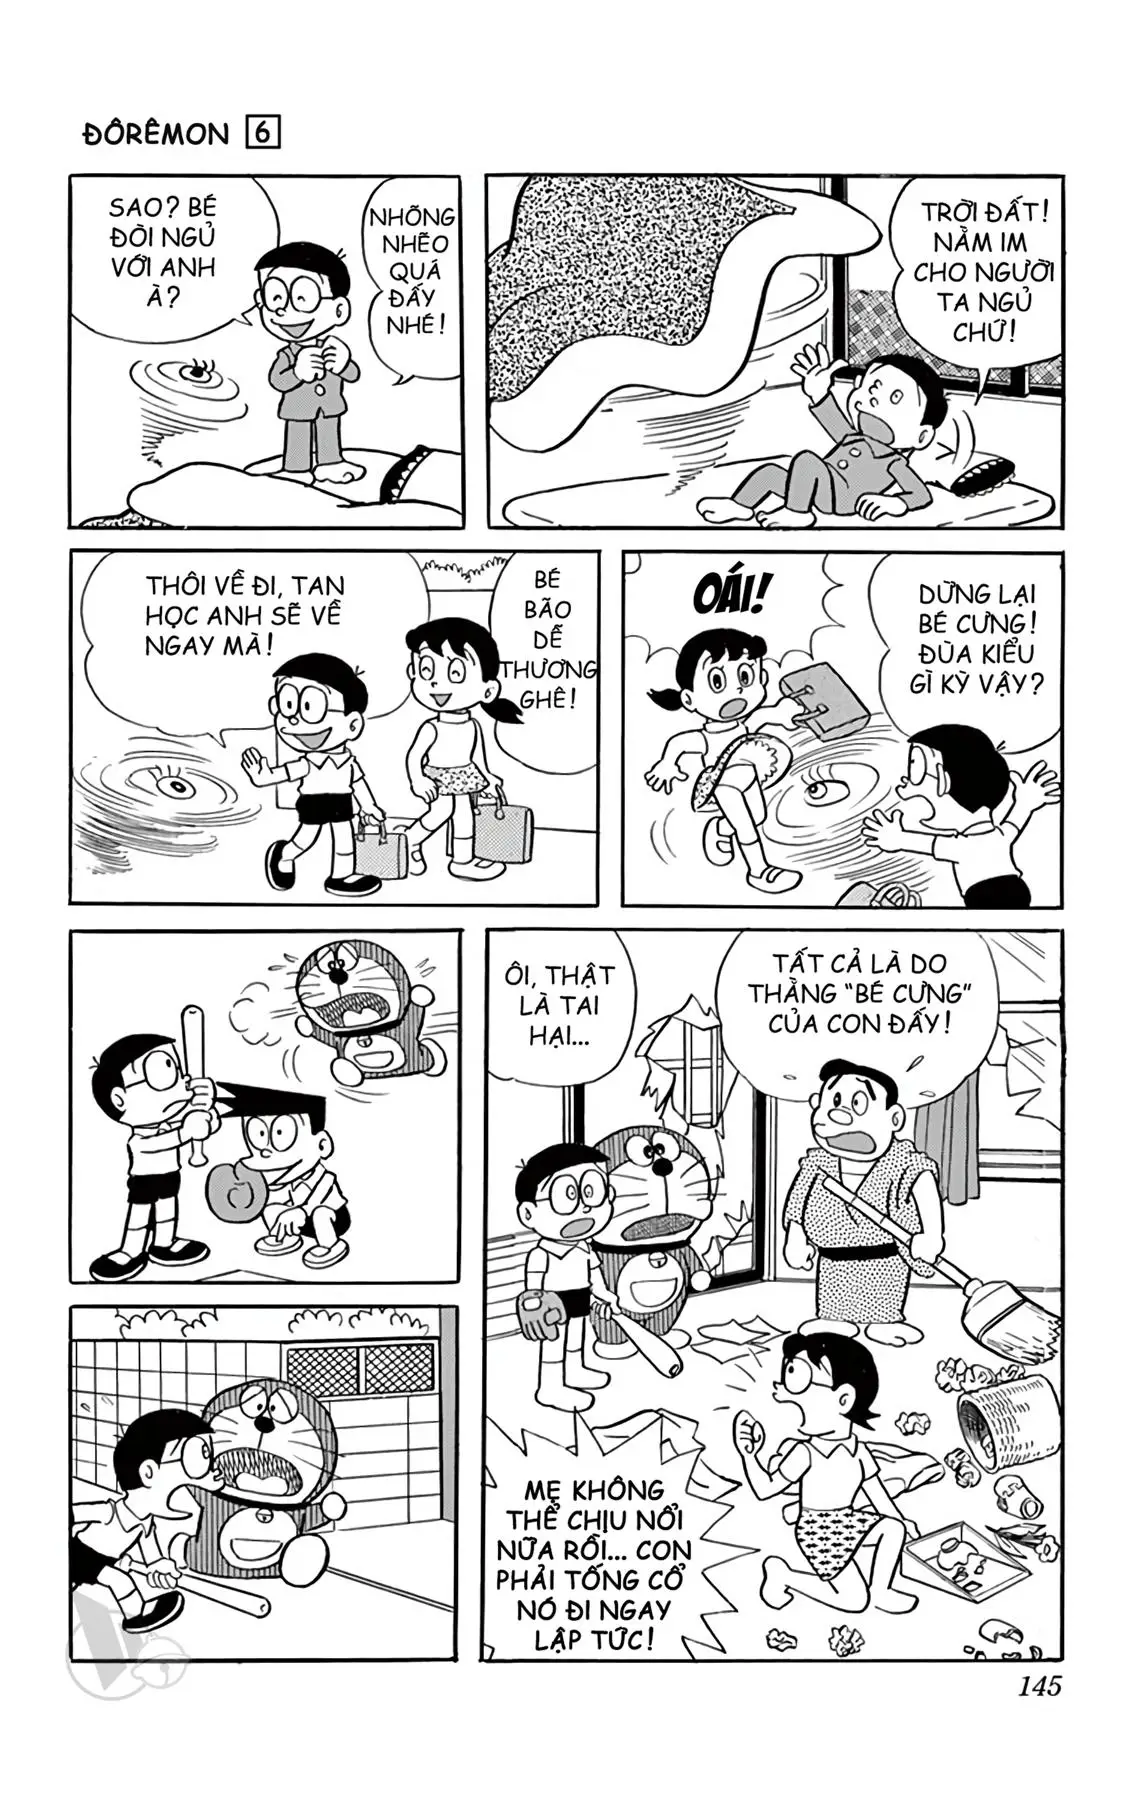 ĐÔRÊMON 6
SAO? BÉ
ĐÒI NGỦ
VỚI ANH
À?
NHÕNG
NHẼO
QUÁ
ĐẤY
NHÉ!
TRỜI ĐẤT!
NẰM IM
CHO NGƯỜI
TA NGỦ
CHỨ!
THÔI VỀ ĐI, TAN
HỌC ANH SẼ VỀ
NGAY MÀ!
BÉ
BÃO
DỄ
THƯƠNG
GHÊ!
OÁI!
DỪNG LẠI
BÉ CƯNG!
ĐÙA KIỂU
GÌ KỲ VẬY?
ÔI, THẬT
LÀ TAI
HẠI...
TẤT CẢ LÀ DO
THẰNG “BÉ CƯNG”
CỦA CON ĐẤY!
MẸ KHÔNG
THỂ CHỊU NỔI
NỮA RỒI... CON
PHẢI TỐNG CỔ
NÓ ĐI NGAY
LẬP TỨC!
145